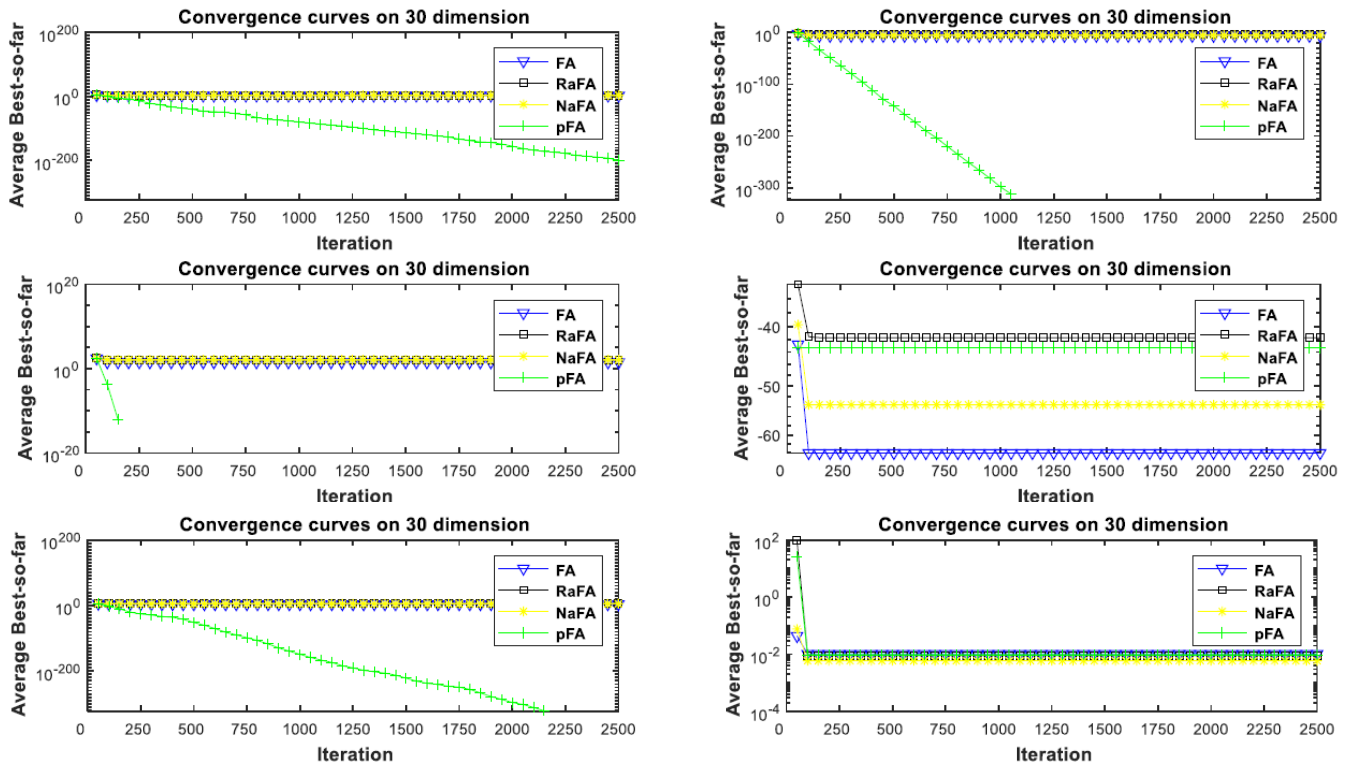 Convergence curves on 30 dimension
Average Best-so-far
10^200
10^0
10^-200
FA
RaFA
NaFA
pFA
250 500 750 1000 1250 1500 1750 2000 2250 2500
Iteration
Convergence curves on 30 dimension
Average Best-so-far
10^0
10^-100
10^-200
10^-300
FA
RaFA
NaFA
pFA
250 500 750 1000 1250 1500 1750 2000 2250 2500
Iteration
Convergence curves on 30 dimension
Average Best-so-far
10^20
10^0
10^-20
FA
RaFA
NaFA
pFA
0 250 500 750 1000 1250 1500 1750 2000 2250 2500
Iteration
Convergence curves on 30 dimension
Average Best-so-far
-40
-50
-60
FA
RaFA
NaFA
pFA
250 500 750 1000 1250 1500 1750 2000 2250 2500
Iteration
Convergence curves on 30 dimension
Average Best-so-far
10^200
10^0
10^-200
FA
RaFA
NaFA
pFA
0 250 500 750 1000 1250 1500 1750 2000 2250 2500
Iteration
Convergence curves on 30 dimension
Average Best-so-far
10^2
10^0
10^-2
10^-4
FA
RaFA
NaFA
pFA
0 250 500 750 1000 1250 1500 1750 2000 2250 2500
Iteration